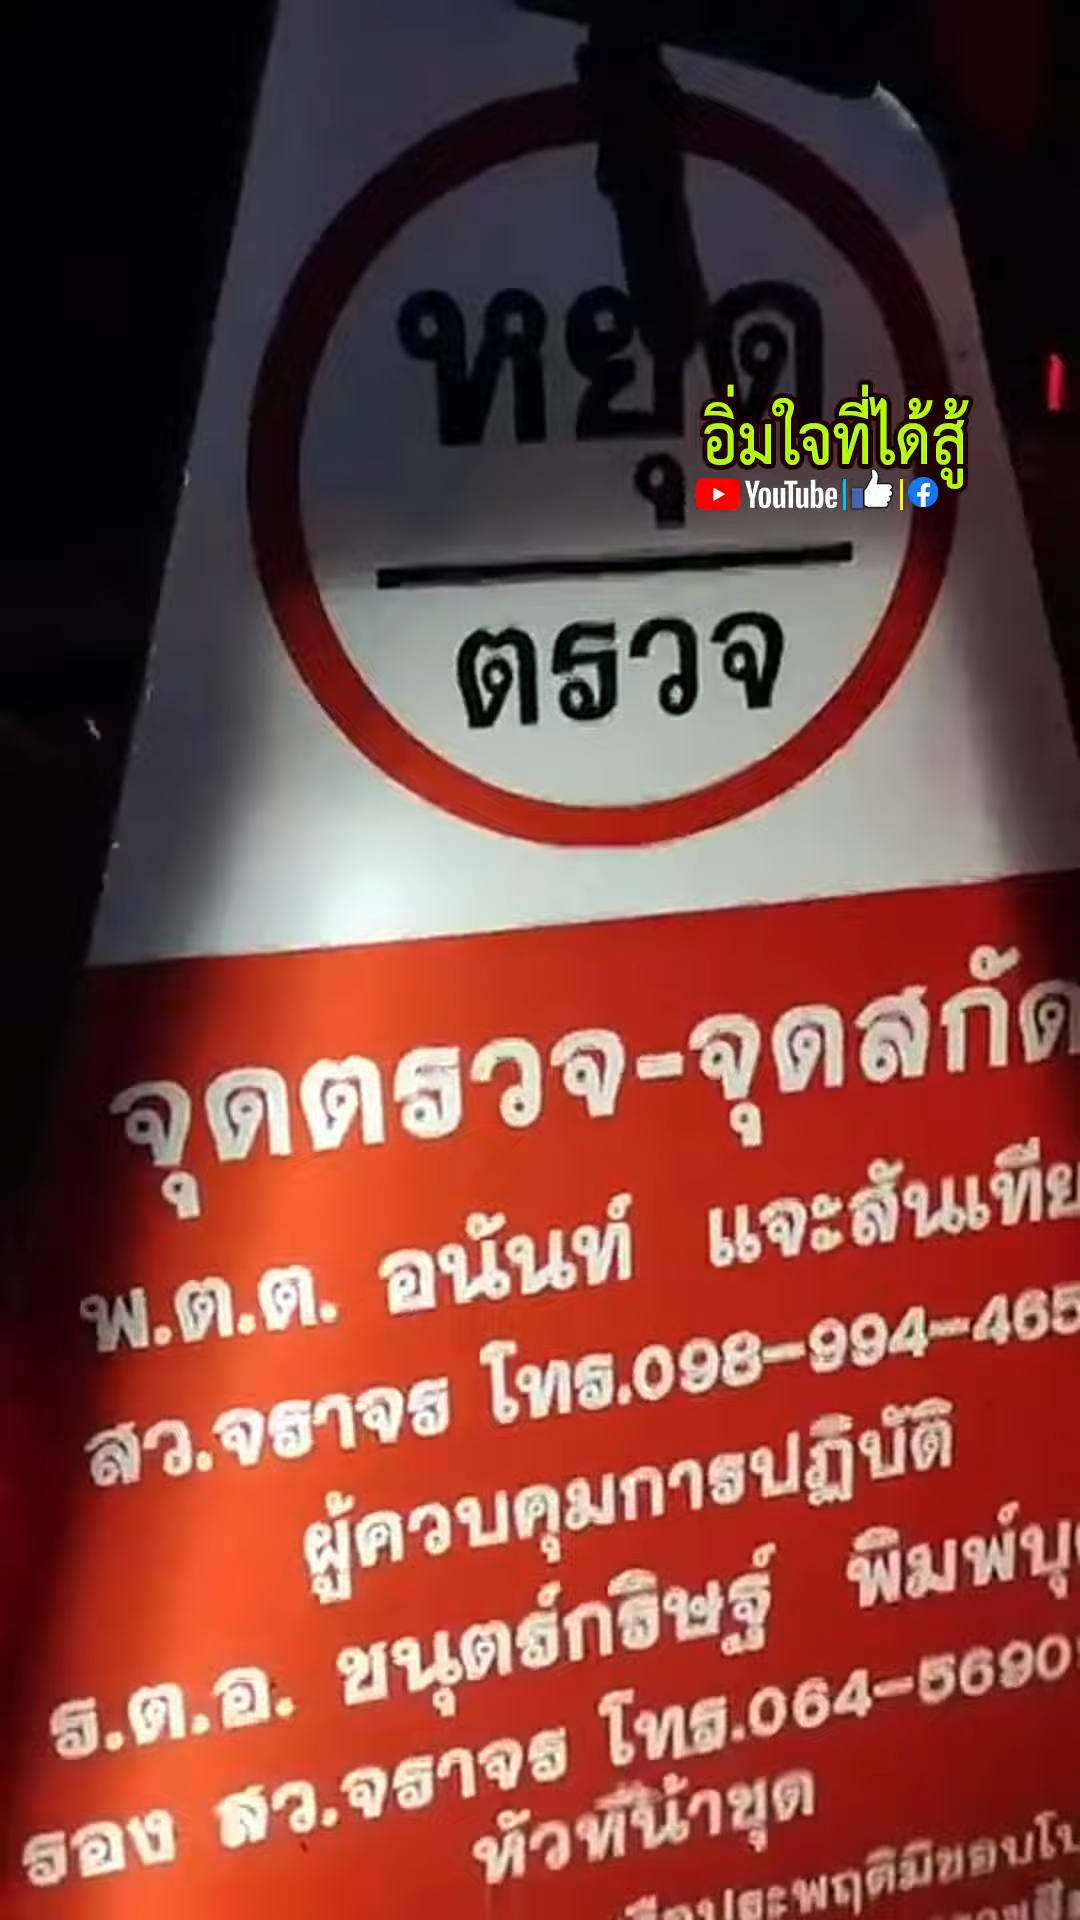 หยุด
อิ่มใจที่ได้สู้
YouTube
ตรวจ
จุดตรวจ-จุดสกัด
พ.ต.ต. อนันท์ แจะสันเทีย
สว.จราจร โทร.098-994-465
ผู้ควบคุมการปฏิบัติ
ร.ต.อ. ชนุตร์กริษฐ์ พิมพ์บุ
รอง สว.จราจร โทร.064-5690
หัวหน้าชุด